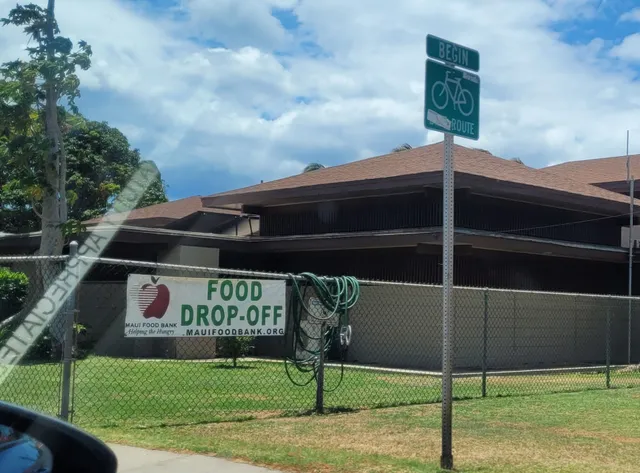 BEGIN
ROUTE
FOOD
DROP-OFF
MAUI FOOD BANK
Helping the Hungry
.MAUIFOODBANK.ORG